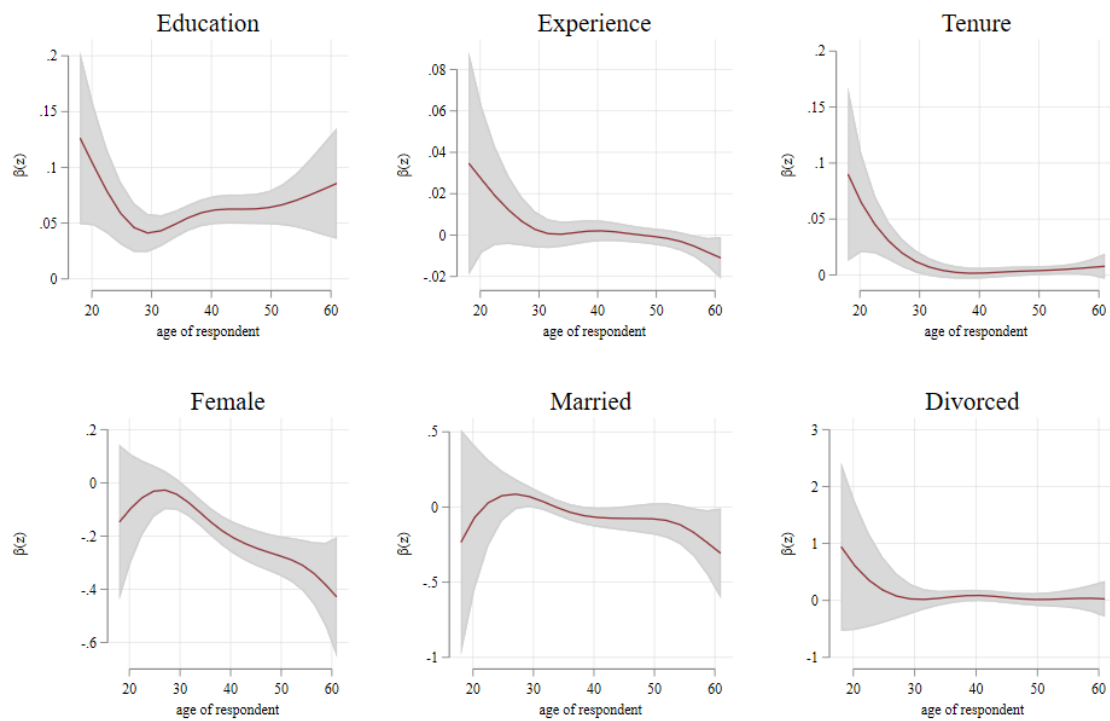 Education
.2
.15
.1
.05
0
β(z)
20 30 40 50 60
age of respondent
Experience
.08
.06
.04
.02
0
-.02
β(z)
20 30 40 50 60
age of respondent
Tenure
.2
.15
.1
.05
0
β(z)
20 30 40 50 60
age of respondent
Female
.2
0
-.2
-.4
-.6
β(z)
20 30 40 50 60
age of respondent
Married
.5
0
-.5
-1
β(z)
20 30 40 50 60
age of respondent
Divorced
3
2
1
0
-1
β(z)
20 30 40 50 60
age of respondent